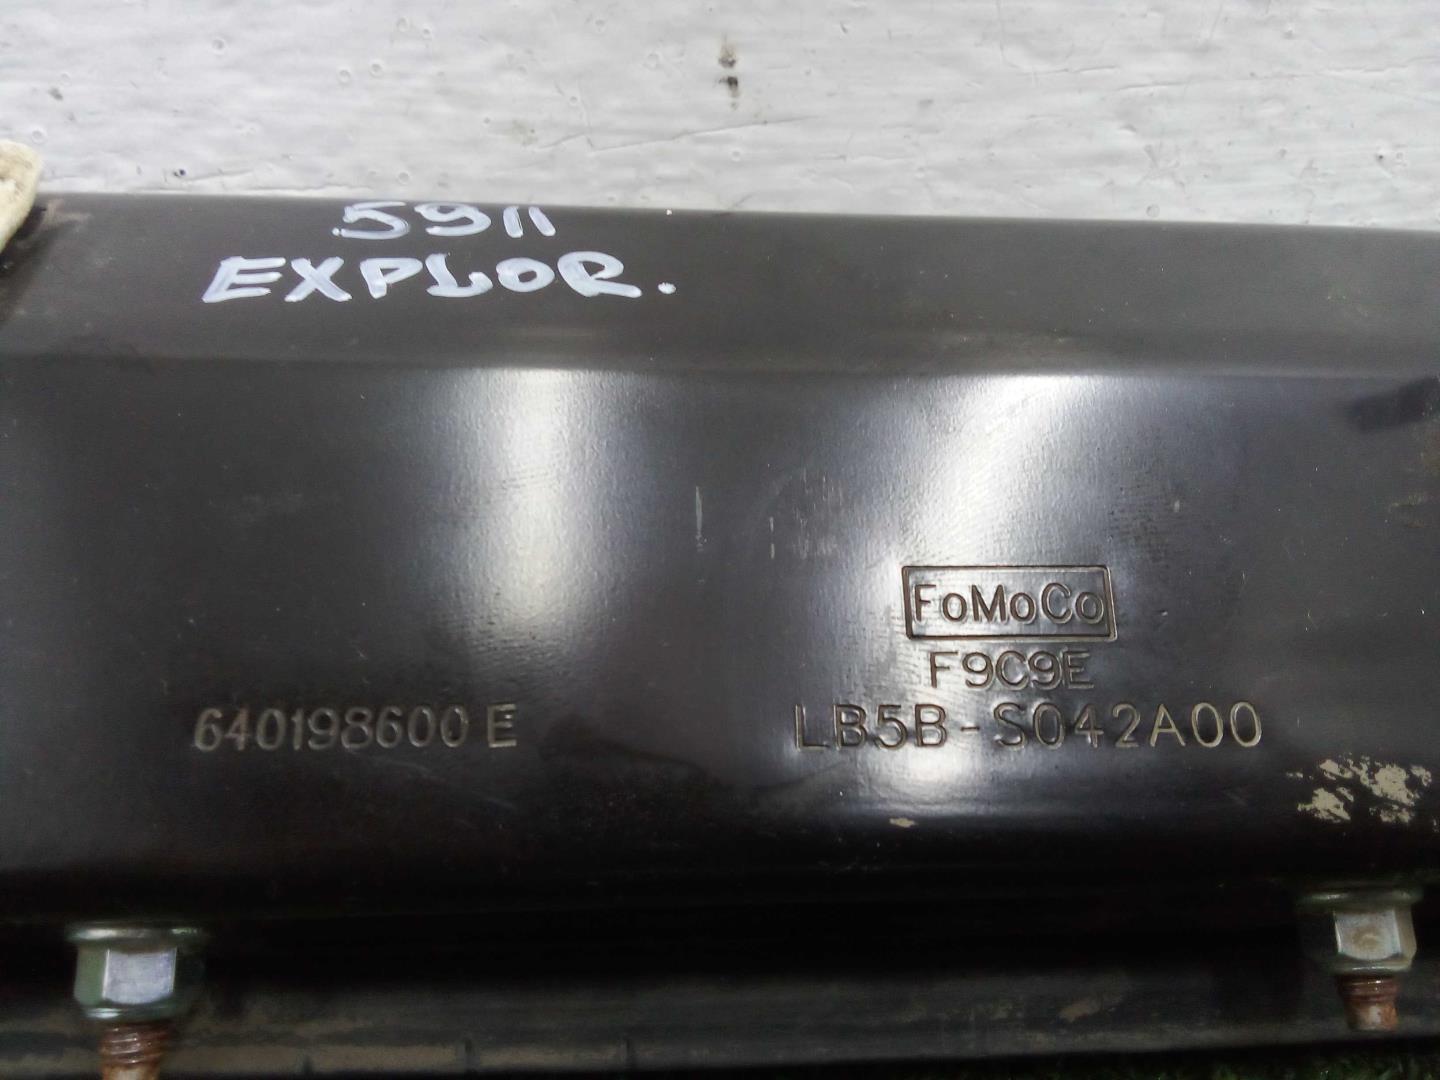 5911
EXPLOR.
FoMoCo
F9C9E
640198600 E
LB5B-S042A00